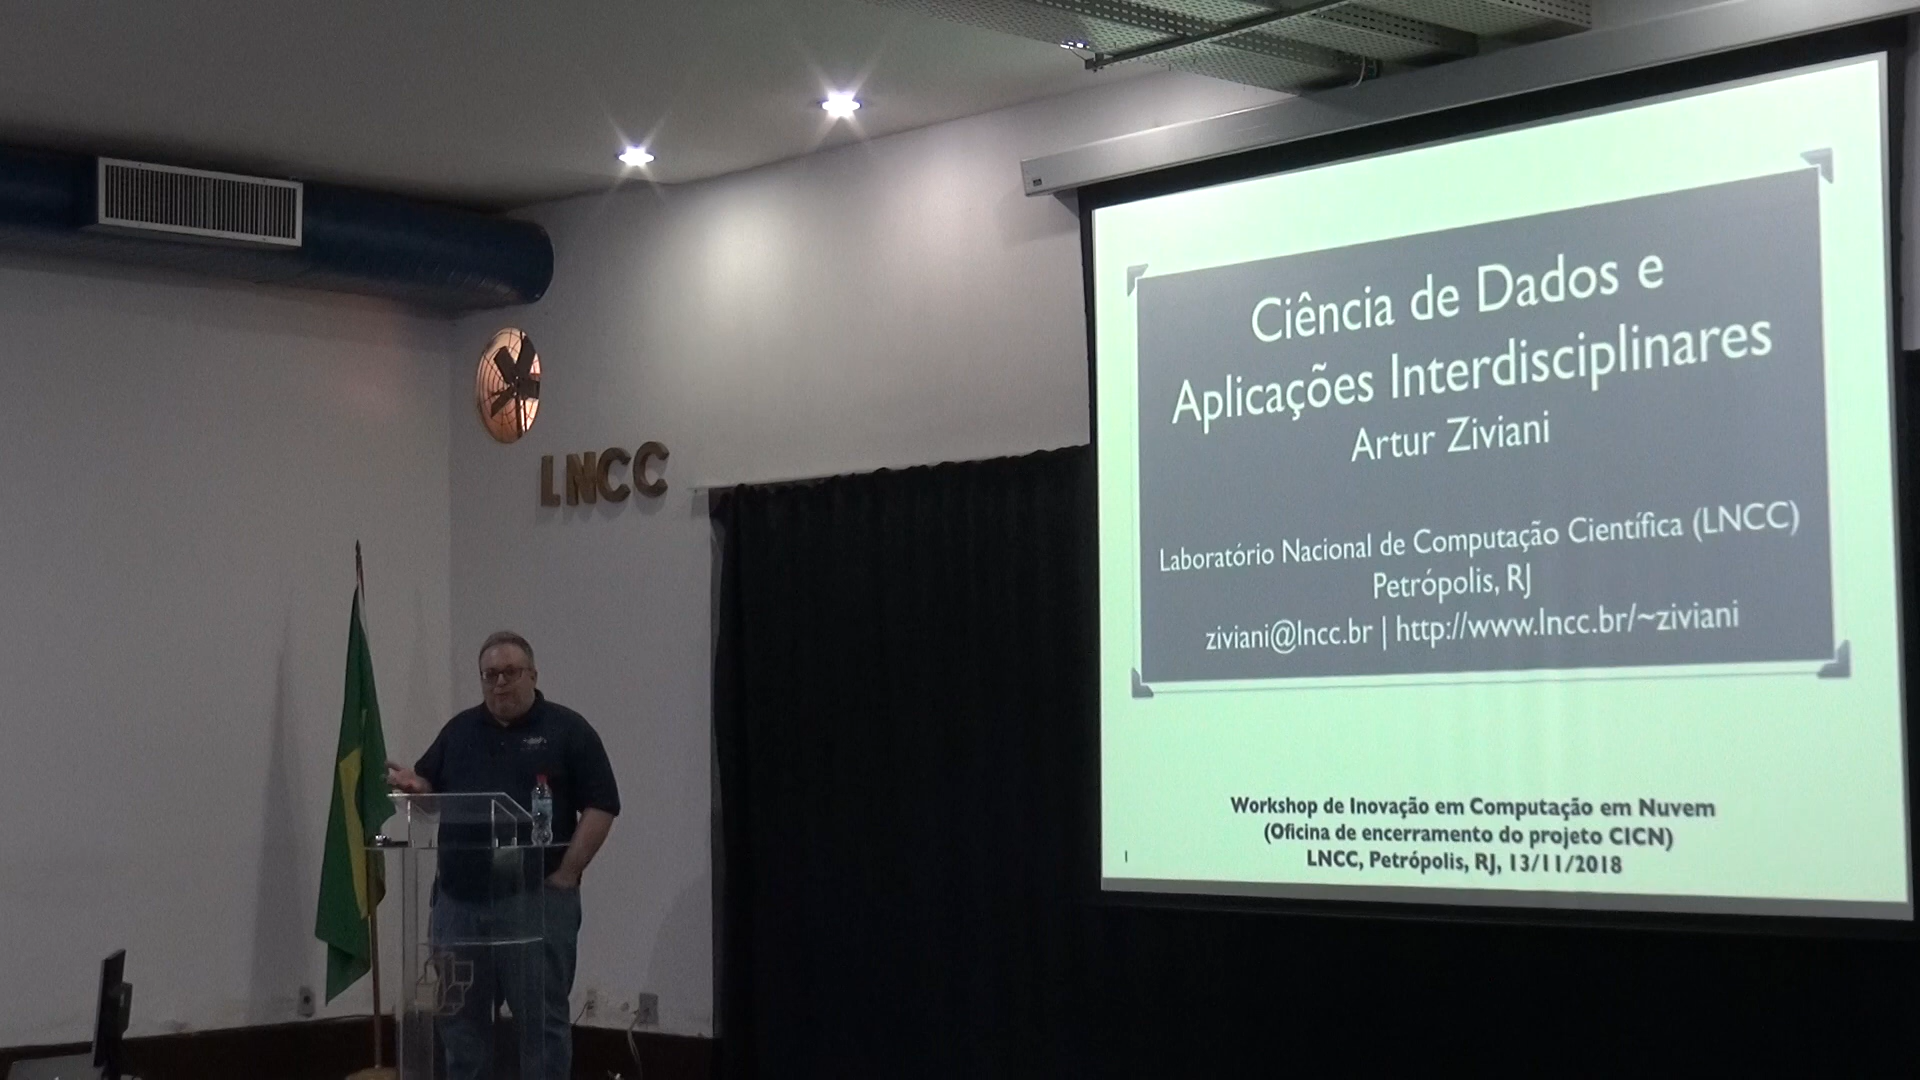 LNCC
Ciência de Dados e
Aplicações Interdisciplinares
Artur Ziviani
Laboratório Nacional de Computação Científica (LNCC)
Petrópolis, RJ
ziviani@lncc.br | http://www.lncc.br/~ziviani
Workshop de Inovação em Computação em Nuvem
(Oficina de encerramento do projeto CICN)
LNCC, Petrópolis, RJ, 13/11/2018
1